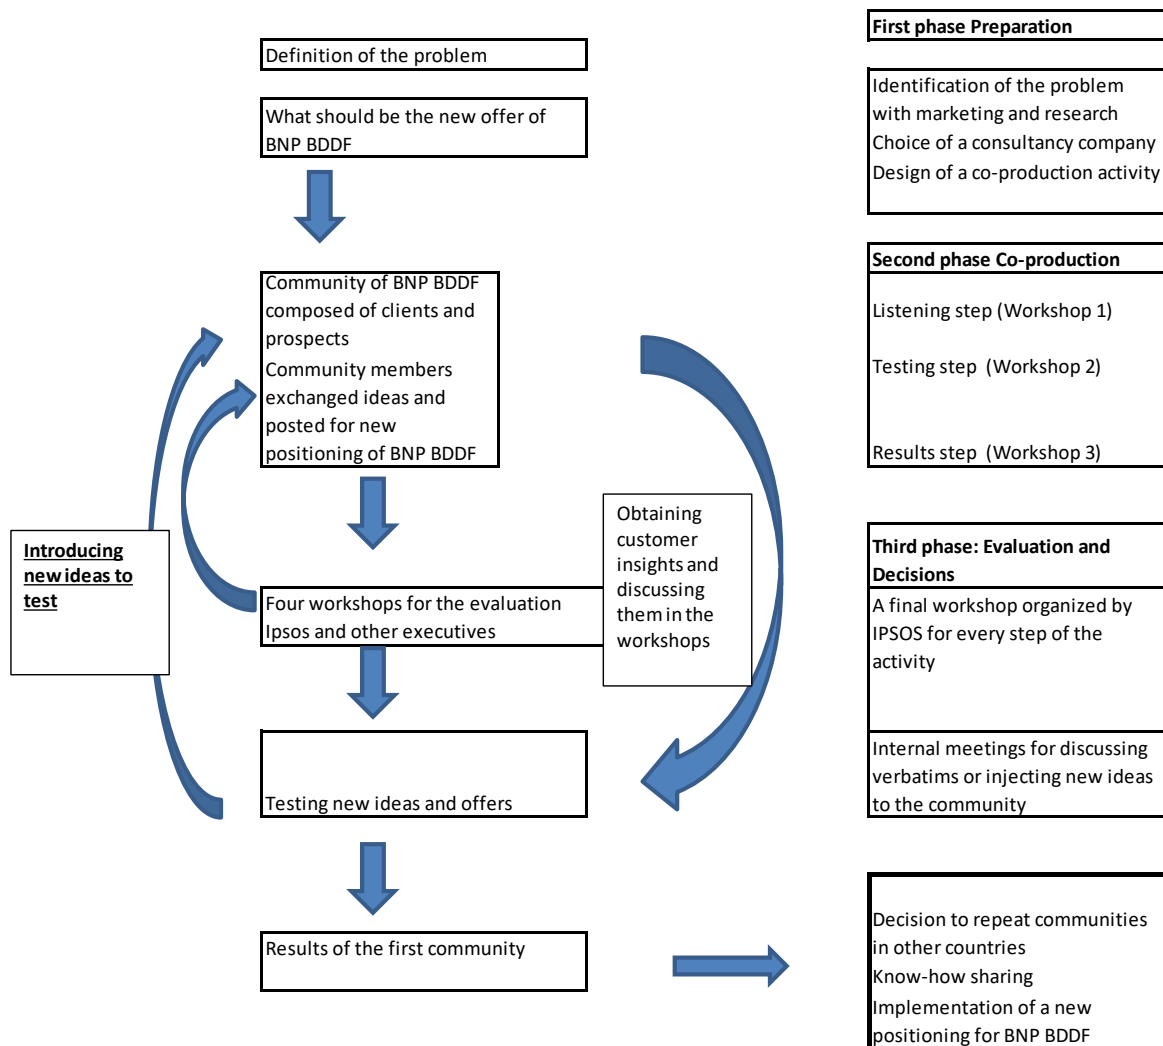 Definition of the problem
What should be the new offer of
BNP BDDF
Community of BNP BDDF
composed of clients and
prospects
Community members
exchanged ideas and
posted for new
positioning of BNP BDDF
Introducing
new ideas to
test
Obtaining
customer
insights and
discussing
them in the
workshops
Four workshops for the evaluation
Ipsos and other executives
Testing new ideas and offers
Results of the first community
First phase Preparation
Identification of the problem
with marketing and research
Choice of a consultancy company
Design of a co-production activity
Second phase Co-production
Listening step (Workshop 1)
Testing step (Workshop 2)
Results step (Workshop 3)
Third phase: Evaluation and
Decisions
A final workshop organized by
IPSOS for every step of the
activity
Internal meetings for discussing
verbatims or injecting new ideas
to the community
Decision to repeat communities
in other countries
Know-how sharing
Implementation of a new
positioning for BNP BDDF